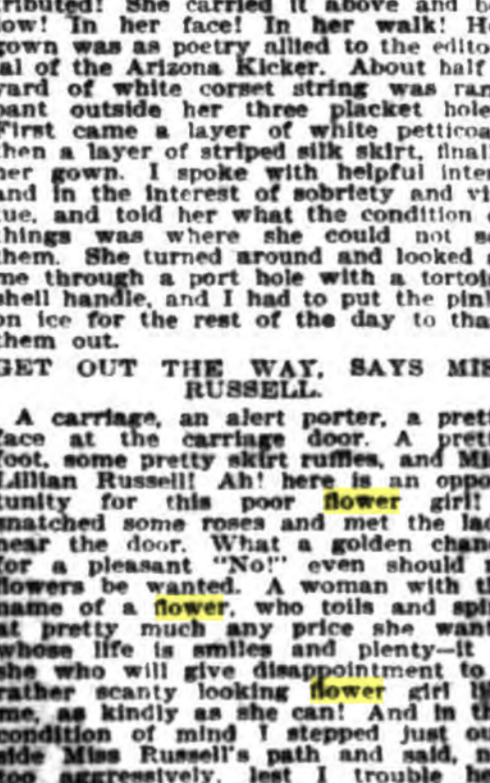 tributed! She carried it above and be
low! In her face! In her walk! H
gown was as poetry allied to the edito
al of the Arizona Kicker. About half
yard of white corset string was ram
pant outside her three placket hole
First came a layer of white petticoa
then a layer of striped silk skirt, final
her gown. I spoke with helpful inter
and in the interest of sobriety and vi
tue, and told her what the condition
things was where she could not se
them. She turned around and looked
me through a port hole with a tortoi
shell handle, and I had to put the pin
on ice for the rest of the day to tha
them out.
GET OUT THE WAY, SAYS MIS
RUSSELL.
A carriage, an alert porter, a prett
face at the carriage door. A prett
foot, some pretty skirt ruffles, and Mi
Lillian Russell! Ah! here is an oppo
tunity for this poor flower girl!
snatched some roses and met the lad
near the door. What a golden chan
for a pleasant "No!" even should n
flowers be wanted. A woman with th
name of a flower, who toils and spi
at pretty much any price she want
whose life is smiles and plenty—it
she who will give disappointment to
rather scanty looking flower girl li
me, as kindly as she can! And in th
condition of mind I stepped just ou
side Miss Russell's path and said, n
too aggressively, lest I trouble he